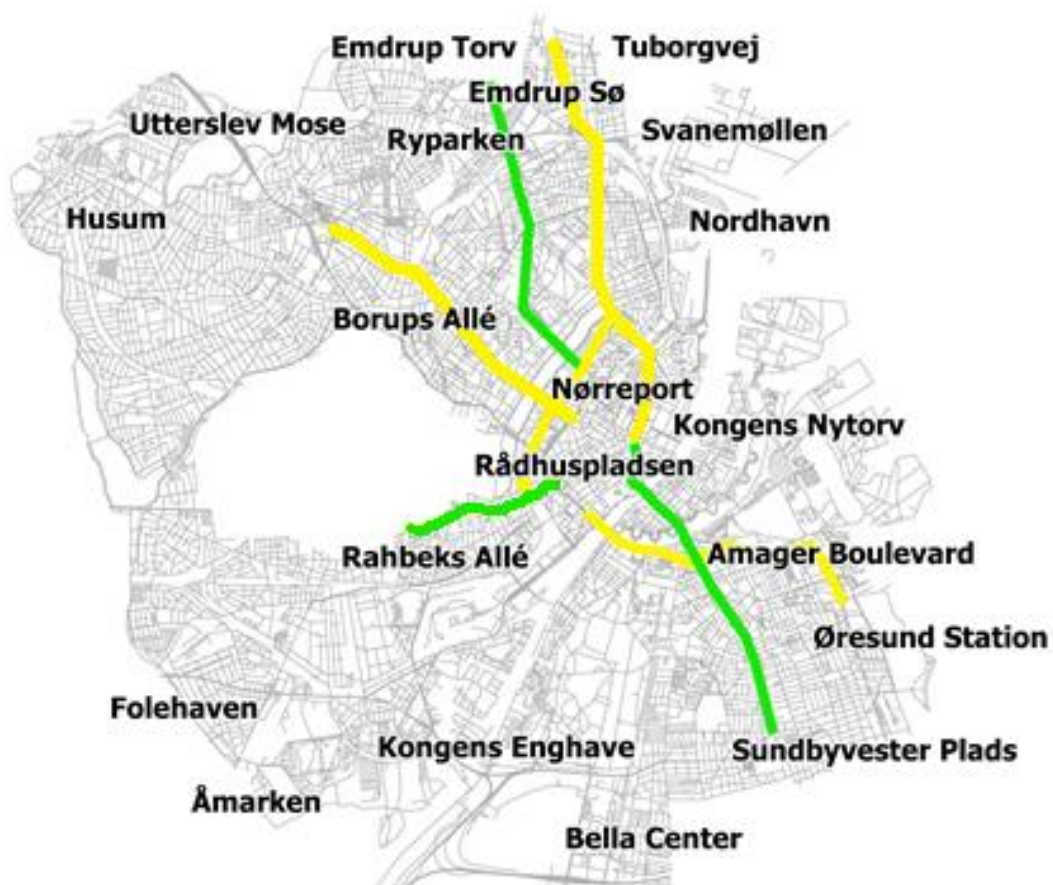 Emdrup Torv
Tuborgvej
Emdrup Sø
Utterslev Mose
Ryparken
Svanemøllen
Husum
Nordhavn
Borups Allé
Nørreport
Kongens Nytorv
Rådhuspladsen
Rahbeks Allé
Amager Boulevard
Øresund Station
Folehaven
Kongens Enghave
Sundbyvester Plads
Åmarken
Bella Center